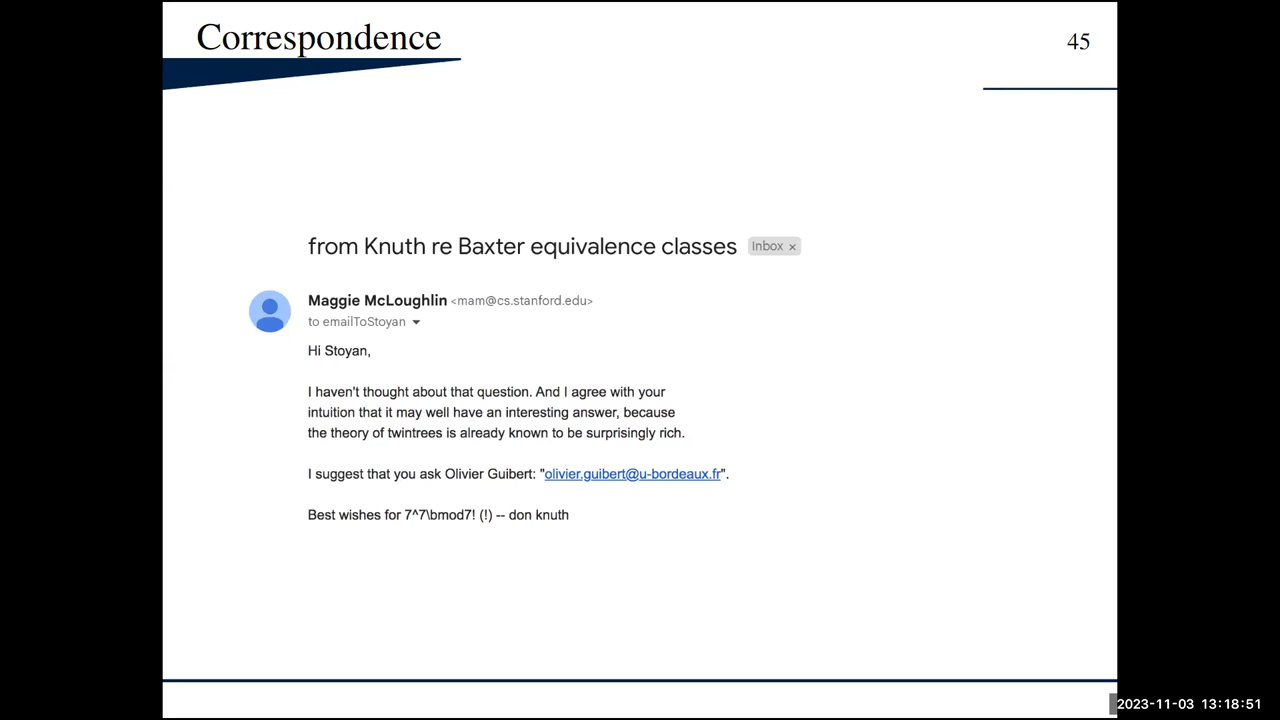 Correspondence
45
from Knuth re Baxter equivalence classes Inbox ×
Maggie McLoughlin <mam@cs.stanford.edu>
to emailToStoyan
Hi Stoyan,
I haven't thought about that question. And I agree with your
intuition that it may well have an interesting answer, because
the theory of twintrees is already known to be surprisingly rich.
I suggest that you ask Olivier Guibert: "olivier.guibert@u-bordeaux.fr".
Best wishes for 7^7\bmod7! (!) -- don knuth
2023-11-03 13:18:51